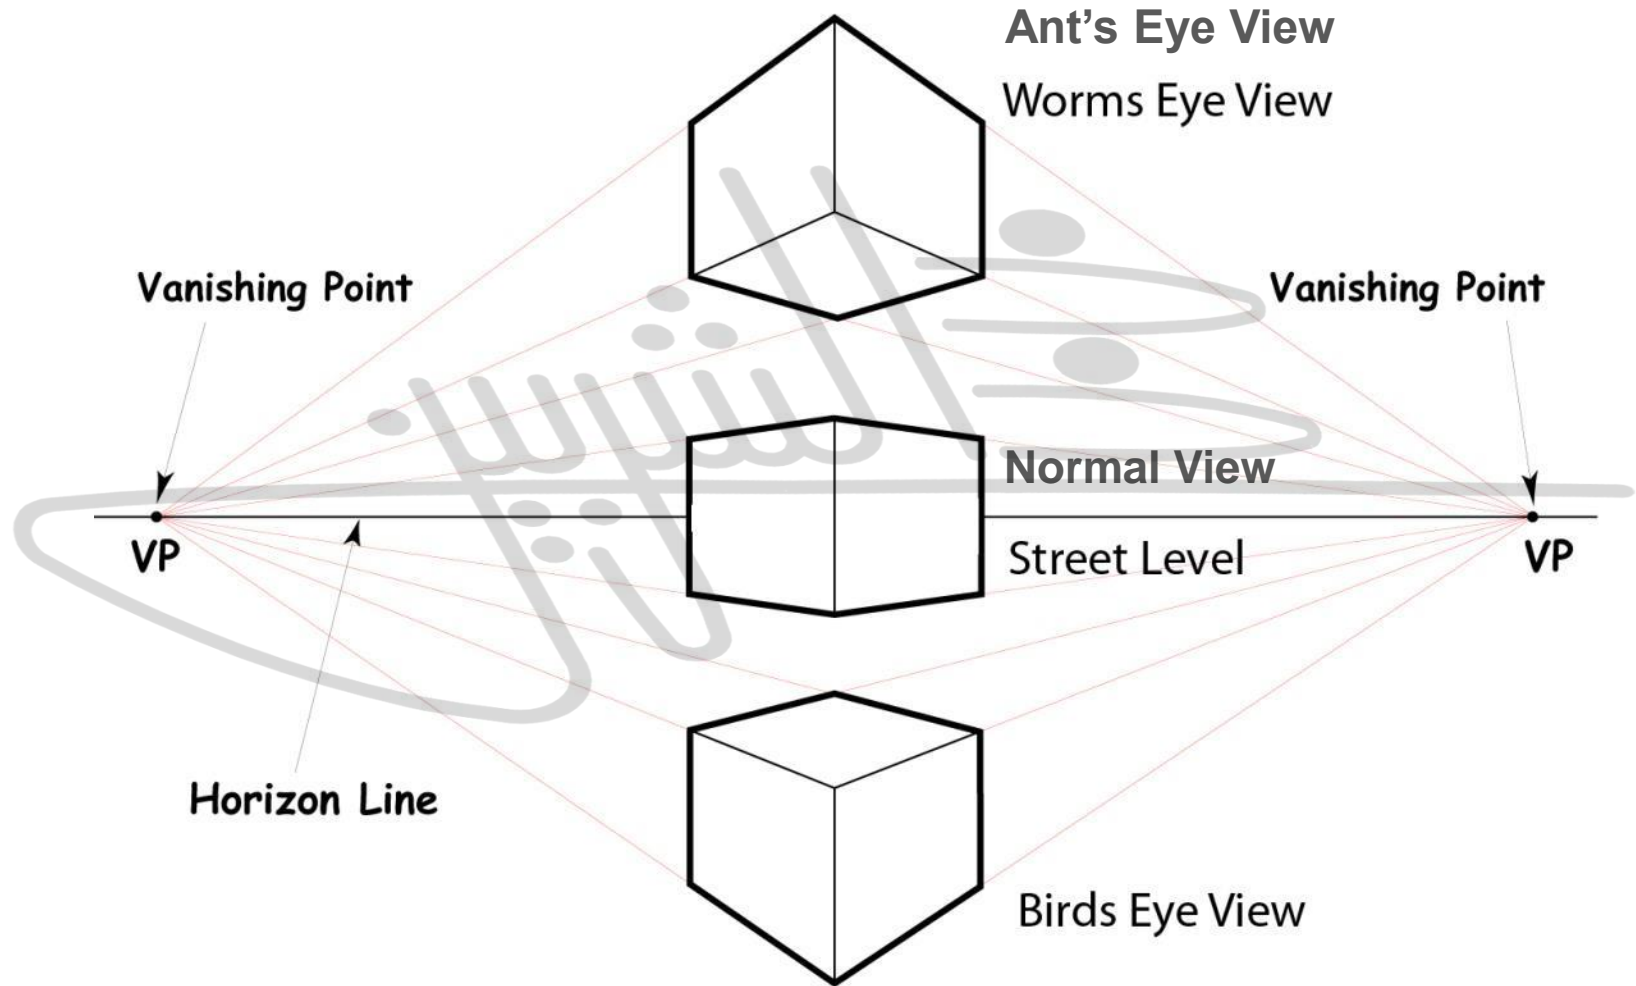 Ant's Eye View
Worms Eye View
Vanishing Point
Vanishing Point
Normal View
VP
Street Level
VP
Horizon Line
Birds Eye View